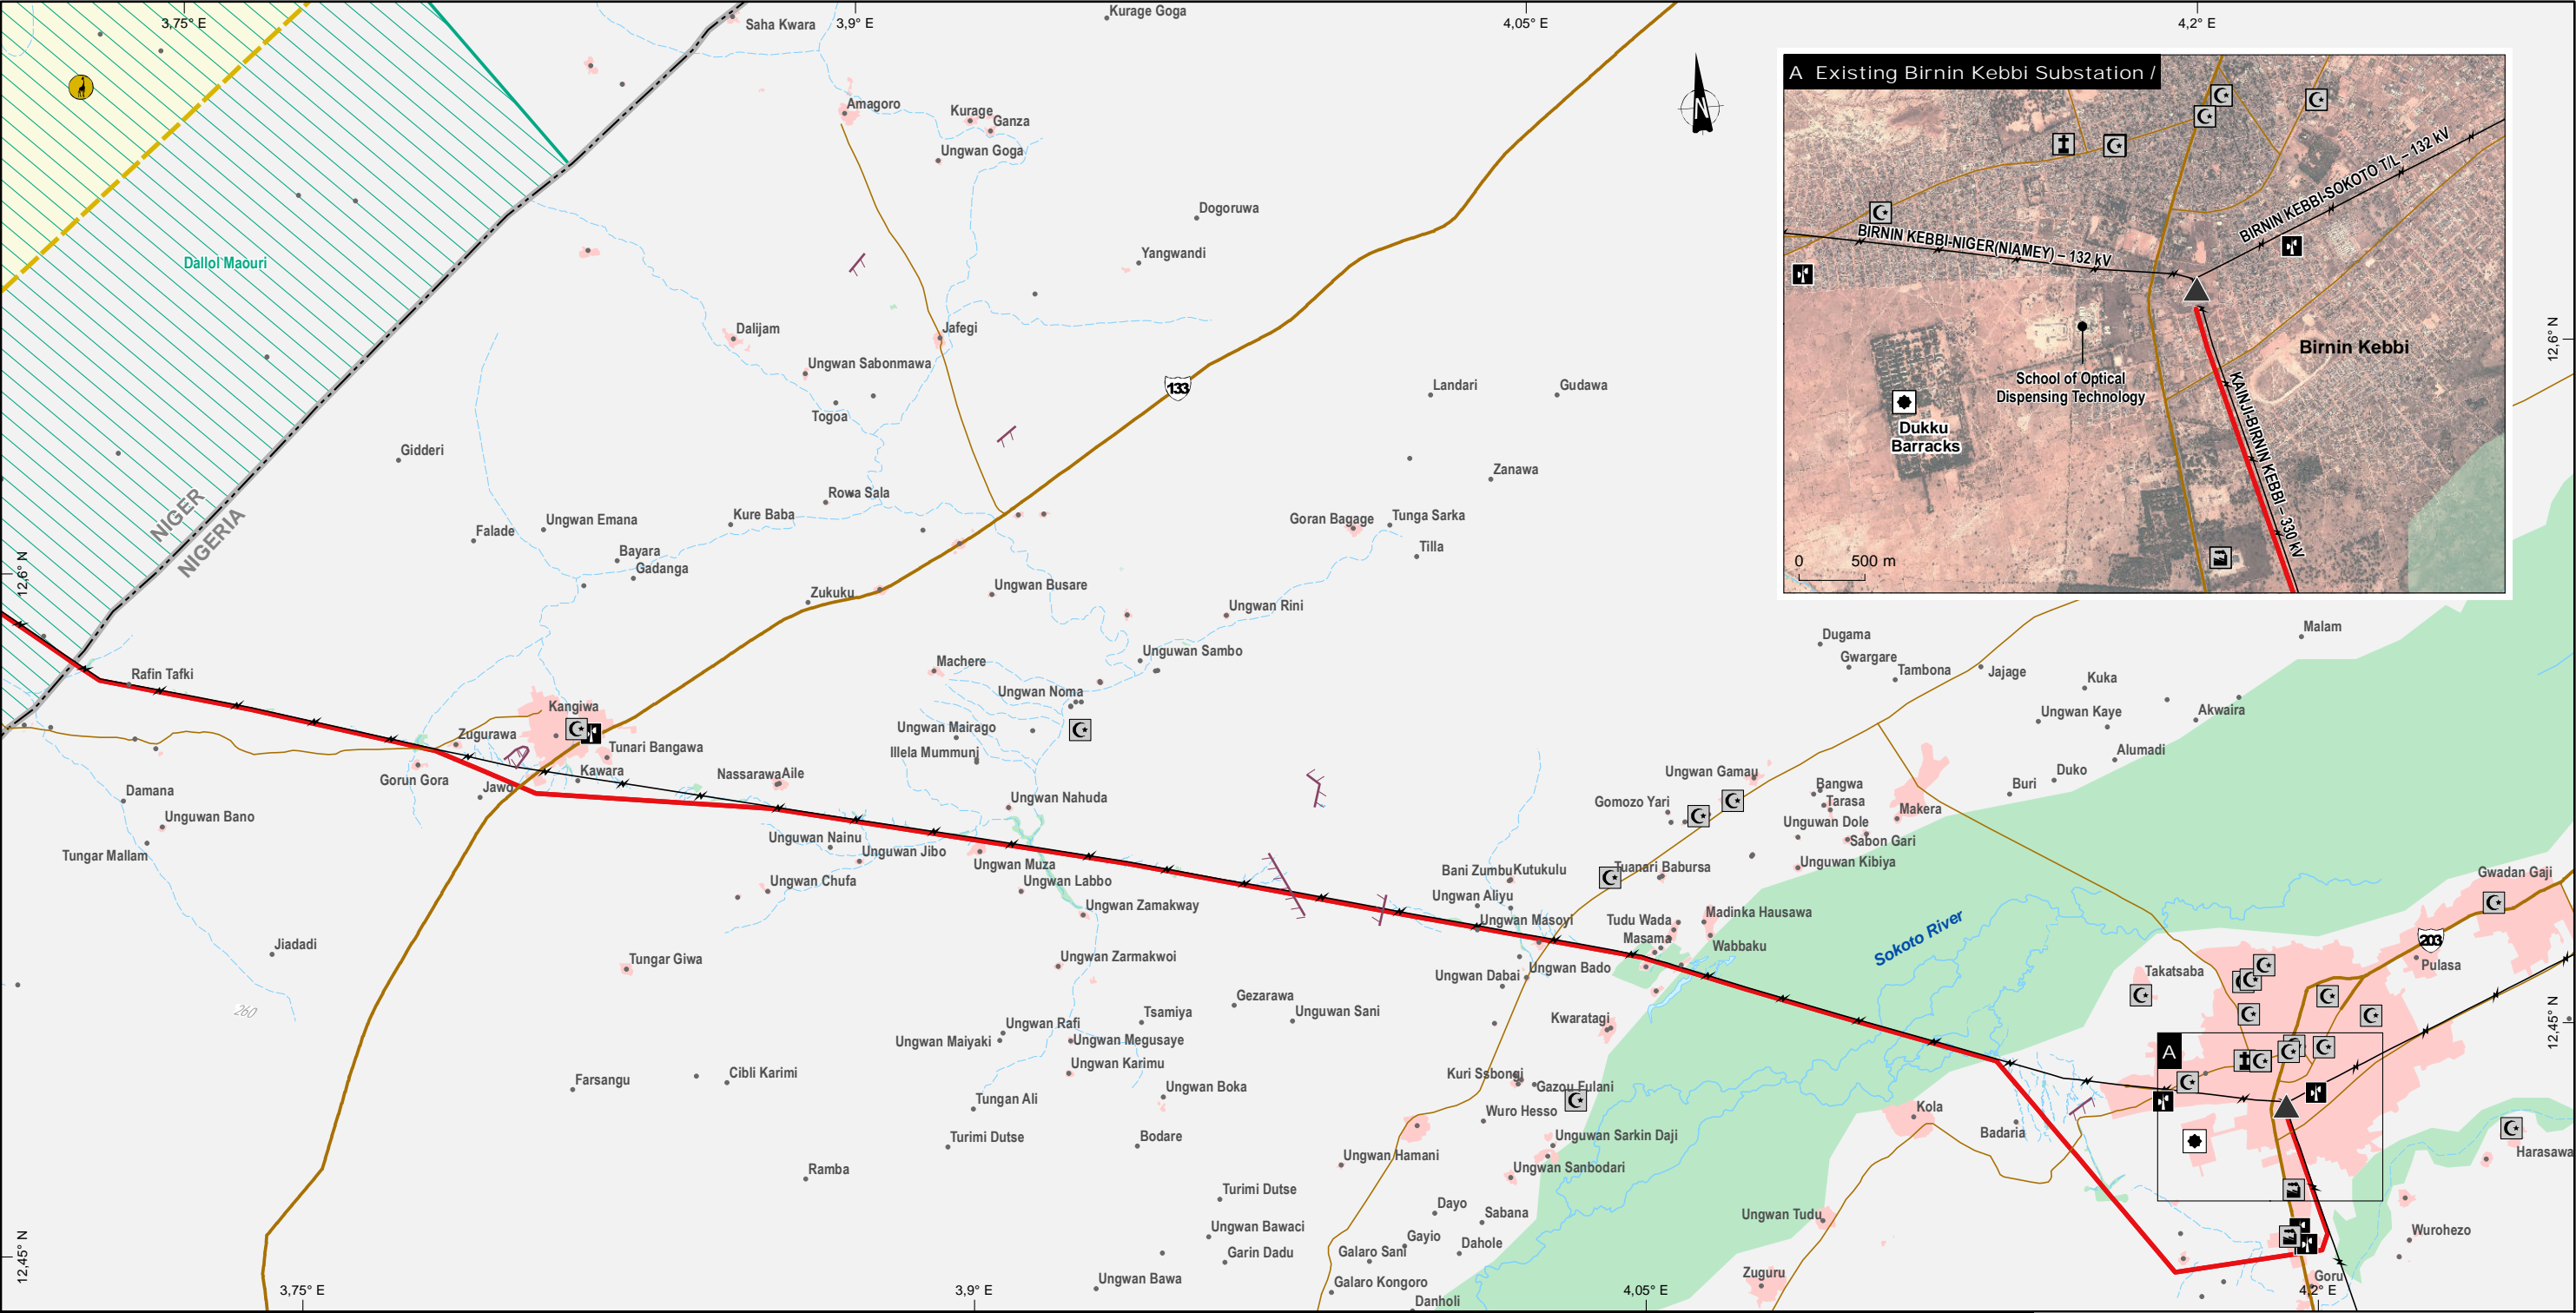 3,75° E
3,9° E
4,05° E
4,2° E
Saha Kwara
Kurage Goga
A Existing Birnin Kebbi Substation /
Amagoro
Kurage
Ganza
Ungwan Goga
N
BIRNIN KEBBI-SOKOTO T/L – 132 kV
BIRNIN KEBBI-NIGER(NIAMEY) – 132 kV
Dogoruwa
Yangwandi
Dallol Maouri
Dalijam
Jafegi
Ungwan Sabonmawa
Togoa
133
Landari
Gudawa
Birnin Kebbi
School of Optical
Dispensing Technology
KAINJI-BIRNIN KEBBI – 330 kV
Dukku
Barracks
0
500 m
12,6° N
Gidderi
Zanawa
Rowa Sala
Kure Baba
Ungwan Emana
Falade
Bayara
Gadanga
Goran Bagage
Tunga Sarka
Tilla
NIGER
NIGERIA
12,6° N
Zukuku
Ungwan Busare
Ungwan Rini
Unguwan Sambo
Machere
Ungwan Noma
Ungwan Mairago
Illela Mummuni
Rafin Tafki
Kangiwa
Zugurawa
Tunari Bangawa
Kawara
Nassarawa
Aile
Gorun Gora
Jawo
Damana
Unguwan Bano
Tungar Mallam
Ungwan Nahuda
Unguwan Nainu
Unguwan Jibo
Ungwan Muza
Ungwan Chufa
Ungwan Labbo
Ungwan Zamakway
Dugama
Gwargare
Tambona
Jajage
Malam
Kuka
Ungwan Kaye
Akwaira
Alumadi
Duko
Buri
Ungwan Gamau
Gomozo Yari
Bangwa
Tarasa
Makera
Unguwan Dole
Sabon Gari
Unguwan Kibiya
Tuanari Babursa
Bani Zumbu
Kutukulu
Ungwan Aliyu
Ungwan Masoyi
Tudu Wada
Madinka Hausawa
Masama
Wabbaku
Ungwan Dabai
Ungwan Bado
Sokoto River
Gwadan Gaji
203
Pulasa
Takatsaba
Jiadadi
Tungar Giwa
Ungwan Zarmakwoi
260
Gezarawa
Unguwan Sani
Tsamiya
Ungwan Rafi
Ungwan Maiyaki
Ungwan Megusaye
Ungwan Karimu
Kwaratagi
12,45° N
A
Farsangu
Cibli Karimi
Ungwan Boka
Tungan Ali
Turimi Dutse
Bodare
Kuri Ssbongi
Gazou Fulani
Wuro Hesso
Unguwan Sarkin Daji
Ungwan Hamani
Ungwan Sanbodari
Kola
Badaria
Harasawa
Ramba
Turimi Dutse
Ungwan Bawaci
Garin Dadu
Ungwan Bawa
Dayo
Sabana
Gayio
Dahole
Galaro Sani
Galaro Kongoro
Danholi
Ungwan Tudu
Zuguru
Wurohezo
Goru
12,45° N
3,75° E
3,9° E
4,05° E
4,2° E